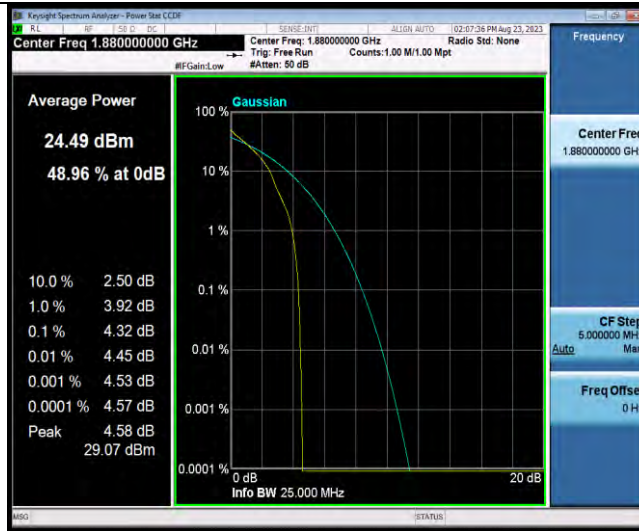 Keysight Spectrum Analyzer - Power Stat CCDF
RL RF 50 Ω DC SENSE:INT ALIGN AUTO 02:07:36 PM Aug 23, 2023
Center Freq 1.880000000 GHz
Center Freq: 1.880000000 GHz Radio Std: None
Trig: Free Run Counts:1.00 M/1.00 Mpt
#IFGain:Low #Atten: 50 dB
Frequency
Average Power
24.49 dBm
48.96 % at 0dB
10.0 % 2.50 dB
1.0 % 3.92 dB
0.1 % 4.32 dB
0.01 % 4.45 dB
0.001 % 4.53 dB
0.0001 % 4.57 dB
Peak 4.58 dB
29.07 dBm
Gaussian
100 %
10 %
1 %
0.1 %
0.01 %
0.001 %
0.0001 %
0 dB 20 dB
Info BW 25.000 MHz
Center Fre
1.880000000 GH
CF Step
5.000000 MH
Auto Ma
Freq Offse
0 H
MSG STATUS